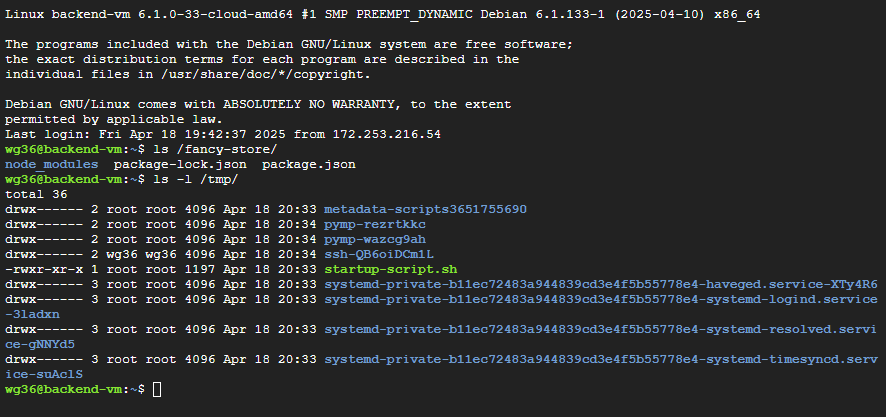 Linux backend-vm 6.1.0-33-cloud-amd64 #1 SMP PREEMPT_DYNAMIC Debian 6.1.133-1 (2025-04-10) x86_64
The programs included with the Debian GNU/Linux system are free software;
the exact distribution terms for each program are described in the
individual files in /usr/share/doc/*/copyright.
Debian GNU/Linux comes with ABSOLUTELY NO WARRANTY, to the extent
permitted by applicable law.
Last login: Fri Apr 18 19:42:37 2025 from 172.253.216.54
wg36@backend-vm:~$ ls /fancy-store/
node_modules  package-lock.json  package.json
wg36@backend-vm:~$ ls -l /tmp/
total 36
drwx------ 2 root root 4096 Apr 18 20:33 metadata-scripts3651755690
drwx------ 2 root root 4096 Apr 18 20:34 pymp-rezrtkkc
drwx------ 2 root root 4096 Apr 18 20:34 pymp-wazcg9ah
drwx------ 2 wg36 wg36 4096 Apr 18 20:34 ssh-QB6oiDCm1L
-rwxr-xr-x 1 root root 1197 Apr 18 20:33 startup-script.sh
drwx------ 3 root root 4096 Apr 18 20:33 systemd-private-b11ec72483a944839cd3e4f5b55778e4-haveged.service-XTy4R6
drwx------ 3 root root 4096 Apr 18 20:33 systemd-private-b11ec72483a944839cd3e4f5b55778e4-systemd-logind.service
-3ladxn
drwx------ 3 root root 4096 Apr 18 20:33 systemd-private-b11ec72483a944839cd3e4f5b55778e4-systemd-resolved.servi
ce-gNNYd5
drwx------ 3 root root 4096 Apr 18 20:33 systemd-private-b11ec72483a944839cd3e4f5b55778e4-systemd-timesyncd.serv
ice-suAclS
wg36@backend-vm:~$